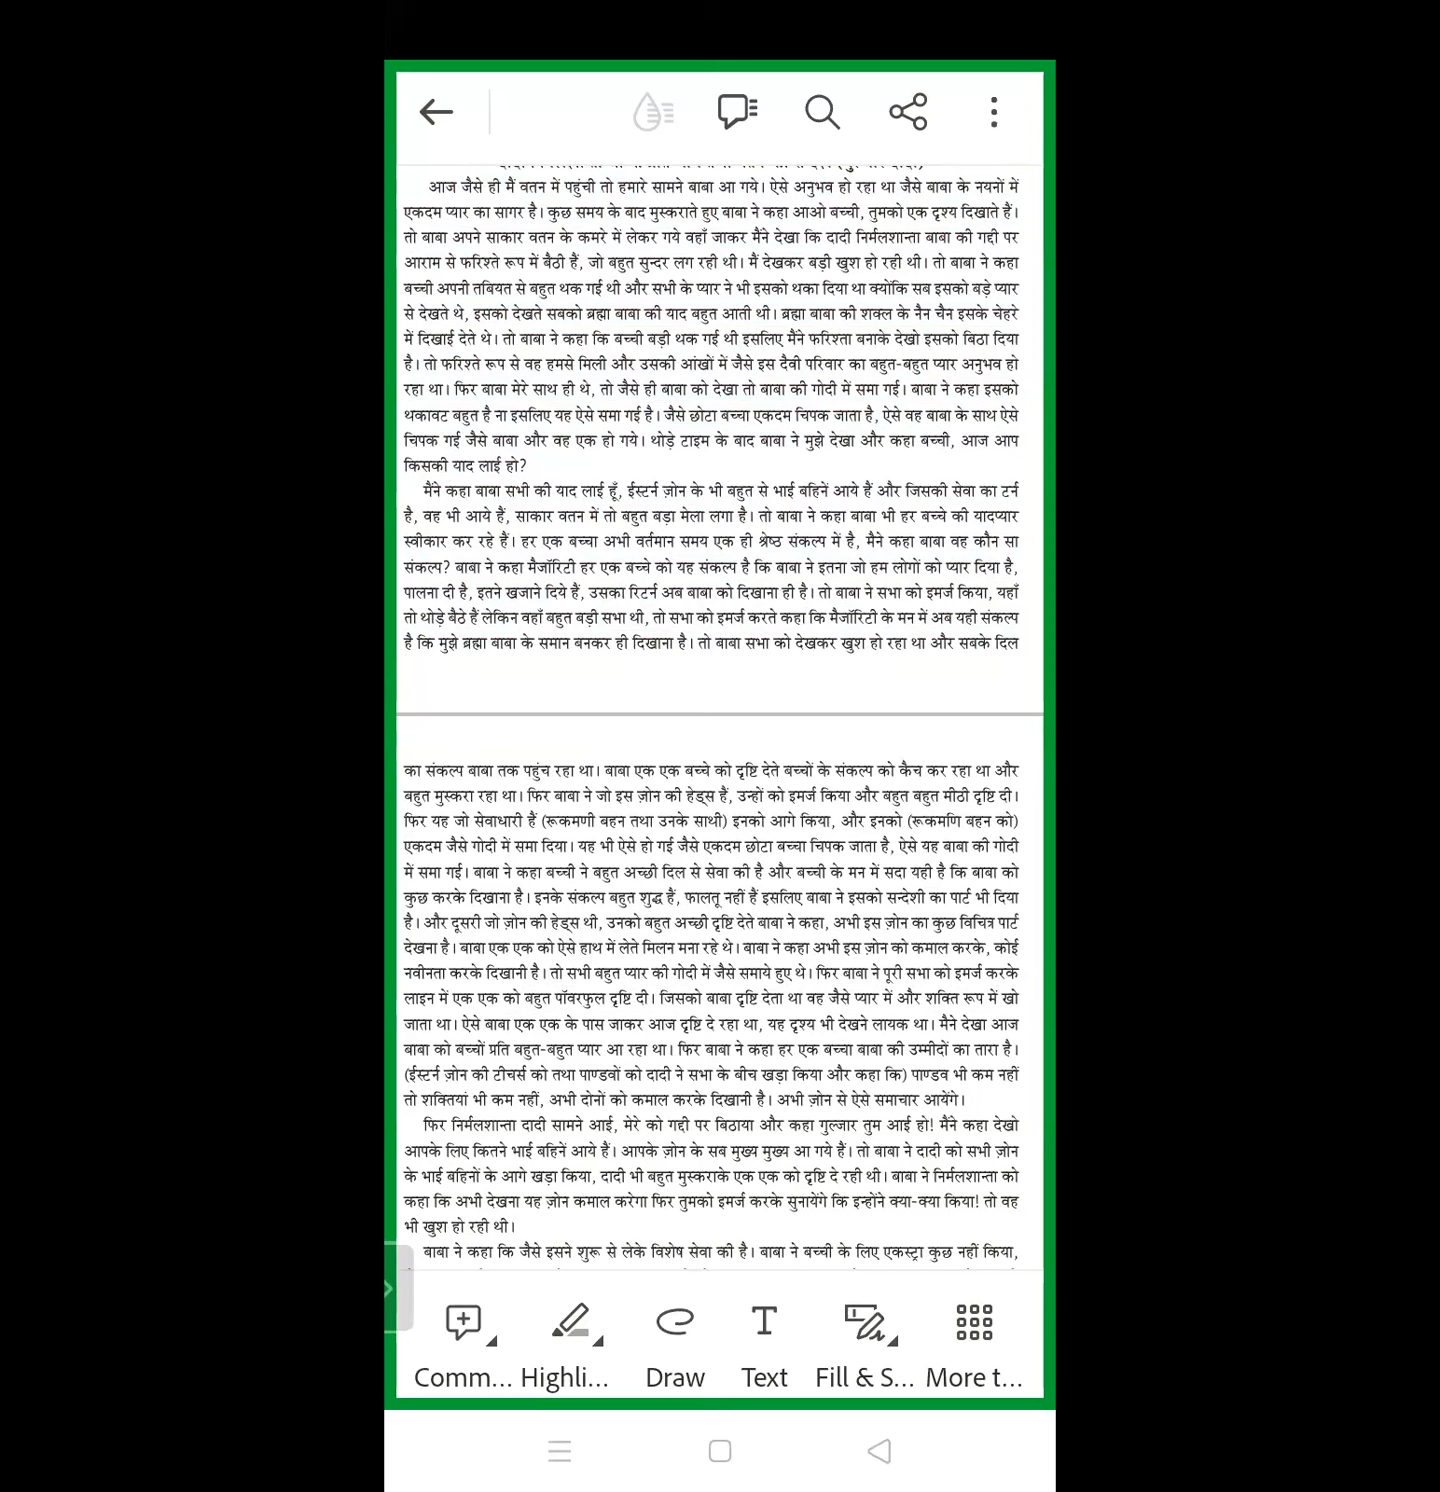 आज जैसे ही मैं वतन में पहुंची तो हमारे सामने बाबा आ गये। ऐसे अनुभव हो रहा था जैसे बाबा के नयनों में
एकदम प्यार का सागर है। कुछ समय के बाद मुस्कराते हुए बाबा ने कहा आओ बच्ची, तुमको एक दृश्य दिखाते हैं।
तो बाबा अपने साकार वतन के कमरे में लेकर गये वहाँ जाकर मैंने देखा कि दादी निर्मलशान्ता बाबा की गद्दी पर
आराम से फरिश्ते रूप में बैठी हैं, जो बहुत सुन्दर लग रही थी। मैं देखकर बड़ी खुश हो रही थी। तो बाबा ने कहा
बच्ची अपनी तबियत से बहुत थक गई थी और सभी के प्यार ने भी इसको थका दिया था क्योंकि सब इसको बड़े प्यार
से देखते थे, इसको देखते सबको ब्रह्मा बाबा की याद बहुत आती थी। ब्रह्मा बाबा की शक्ल के नैन चैन इसके चेहरे
में दिखाई देते थे। तो बाबा ने कहा कि बच्ची बड़ी थक गई थी इसलिए मैंने फरिश्ता बनाके देखो इसको बिठा दिया
है। तो फरिश्ते रूप से वह हमसे मिली और उसकी आंखों में जैसे इस दैवी परिवार का बहुत-बहुत प्यार अनुभव हो
रहा था। फिर बाबा मेरे साथ ही थे, तो जैसे ही बाबा को देखा तो बाबा की गोदी में समा गई। बाबा ने कहा इसको
थकावट बहुत है ना इसलिए यह ऐसे समा गई है। जैसे छोटा बच्चा एकदम चिपक जाता है, ऐसे वह बाबा के साथ ऐसे
चिपक गई जैसे बाबा और वह एक हो गये। थोड़े टाइम के बाद बाबा ने मुझे देखा और कहा बच्ची, आज आप
किसकी याद लाई हो?
मैंने कहा बाबा सभी की याद लाई हूँ, ईस्टर्न ज़ोन के भी बहुत से भाई बहिनें आये हैं और जिसकी सेवा का टर्न
है, वह भी आये हैं, साकार वतन में तो बहुत बड़ा मेला लगा है। तो बाबा ने कहा बाबा भी हर बच्चे की यादप्यार
स्वीकार कर रहे हैं। हर एक बच्चा अभी वर्तमान समय एक ही श्रेष्ठ संकल्प में है, मैने कहा बाबा वह कौन सा
संकल्प? बाबा ने कहा मैजॉरिटी हर एक बच्चे को यह संकल्प है कि बाबा ने इतना जो हम लोगों को प्यार दिया है,
पालना दी है, इतने खजाने दिये हैं, उसका रिटर्न अब बाबा को दिखाना ही है। तो बाबा ने सभा को इमर्ज किया, यहाँ
तो थोड़े बैठे हैं लेकिन वहाँ बहुत बड़ी सभा थी, तो सभा को इमर्ज करते कहा कि मैजॉरिटी के मन में अब यही संकल्प
है कि मुझे ब्रह्मा बाबा के समान बनकर ही दिखाना है। तो बाबा सभा को देखकर खुश हो रहा था और सबके दिल
का संकल्प बाबा तक पहुंच रहा था। बाबा एक एक बच्चे को दृष्टि देते बच्चों के संकल्प को कैच कर रहा था और
बहुत मुस्करा रहा था। फिर बाबा ने जो इस ज़ोन की हेड्स हैं, उन्हों को इमर्ज किया और बहुत बहुत मीठी दृष्टि दी।
फिर यह जो सेवाधारी हैं (रूकमणी बहन तथा उनके साथी) इनको आगे किया, और इनको (रूकमणि बहन को)
एकदम जैसे गोदी में समा दिया। यह भी ऐसे हो गई जैसे एकदम छोटा बच्चा चिपक जाता है, ऐसे यह बाबा की गोदी
में समा गई। बाबा ने कहा बच्ची ने बहुत अच्छी दिल से सेवा की है और बच्ची के मन में सदा यही है कि बाबा को
कुछ करके दिखाना है। इनके संकल्प बहुत शुद्ध हैं, फालतू नहीं हैं इसलिए बाबा ने इसको सन्देशी का पार्ट भी दिया
है। और दूसरी जो ज़ोन की हेड्स थी, उनको बहुत अच्छी दृष्टि देते बाबा ने कहा, अभी इस ज़ोन का कुछ विचित्र पार्ट
देखना है। बाबा एक एक को ऐसे हाथ में लेते मिलन मना रहे थे। बाबा ने कहा अभी इस ज़ोन को कमाल करके, कोई
नवीनता करके दिखानी है। तो सभी बहुत प्यार की गोदी में जैसे समाये हुए थे। फिर बाबा ने पूरी सभा को इमर्ज करके
लाइन में एक एक को बहुत पॉवरफुल दृष्टि दी। जिसको बाबा दृष्टि देता था वह जैसे प्यार में और शक्ति रूप में खो
जाता था। ऐसे बाबा एक एक के पास जाकर आज दृष्टि दे रहा था, यह दृश्य भी देखने लायक था। मैने देखा आज
बाबा को बच्चों प्रति बहुत-बहुत प्यार आ रहा था। फिर बाबा ने कहा हर एक बच्चा बाबा की उम्मीदों का तारा है।
(ईस्टर्न ज़ोन की टीचर्स को तथा पाण्डवों को दादी ने सभा के बीच खड़ा किया और कहा कि) पाण्डव भी कम नहीं
तो शक्तियां भी कम नहीं, अभी दोनों को कमाल करके दिखानी है। अभी ज़ोन से ऐसे समाचार आयेंगे।
फिर निर्मलशान्ता दादी सामने आई, मेरे को गद्दी पर बिठाया और कहा गुल्जार तुम आई हो! मैंने कहा देखो
आपके लिए कितने भाई बहिनें आये हैं। आपके ज़ोन के सब मुख्य मुख्य आ गये हैं। तो बाबा ने दादी को सभी ज़ोन
के भाई बहिनों के आगे खड़ा किया, दादी भी बहुत मुस्कराके एक एक को दृष्टि दे रही थी। बाबा ने निर्मलशान्ता को
कहा कि अभी देखना यह ज़ोन कमाल करेगा फिर तुमको इमर्ज करके सुनायेंगे कि इन्होंने क्या-क्या किया! तो वह
भी खुश हो रही थी।
बाबा ने कहा कि जैसे इसने शुरू से लेके विशेष सेवा की है। बाबा ने बच्ची के लिए एकस्ट्रा कुछ नहीं किया,
Comm... Highli... Draw Text Fill & S... More t...